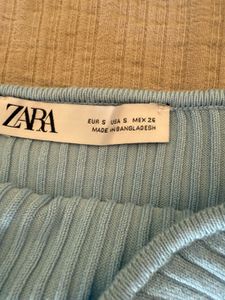 ZARA
EUR S USA S MEX 26
MADE IN BANGLADESH